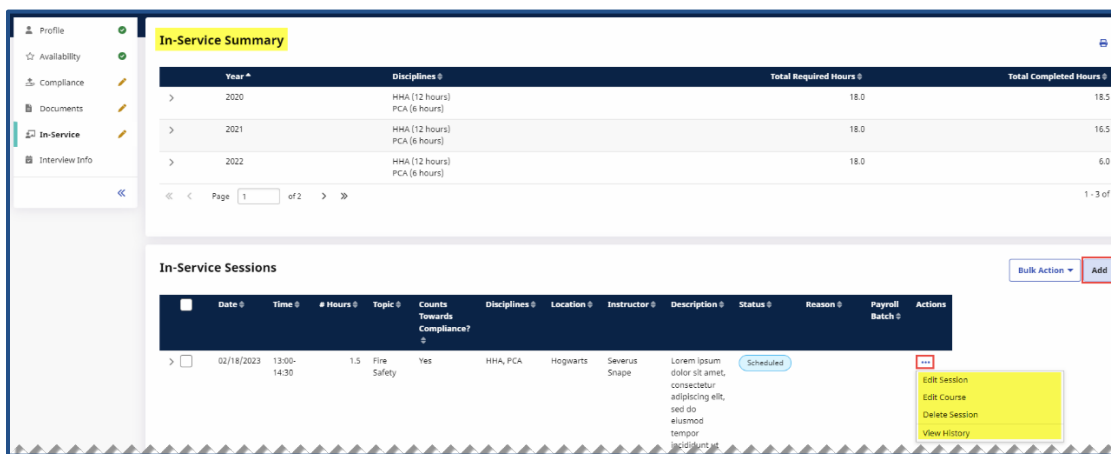 Profile
Availability
Compliance
Documents
In-Service
Interview Info
In-Service Summary
Year Disciplines Total Required Hours Total Completed Hours
2020 HHA (12 hours) 18.0 18.5
PCA (6 hours)
2021 HHA (12 hours) 18.0 16.5
PCA (6 hours)
2022 HHA (12 hours) 18.0 6.0
PCA (6 hours)
Page 1 of 2 1 - 3 of
In-Service Sessions
Bulk Action Add
Date Time # Hours Topic Counts Disciplines Location Instructor Description Status Reason Payroll Actions
Towards Batch
Compliance?
02/18/2023 13:00- 1.5 Fire Yes HHA, PCA Hogwarts Severus Lorem ipsum Scheduled
14:30 Safety Snape dolor sit amet,
consectetur
adipiscing elit,
sed do
eiusmod
tempor
incididunt ut
Edit Session
Edit Course
Delete Session
View History